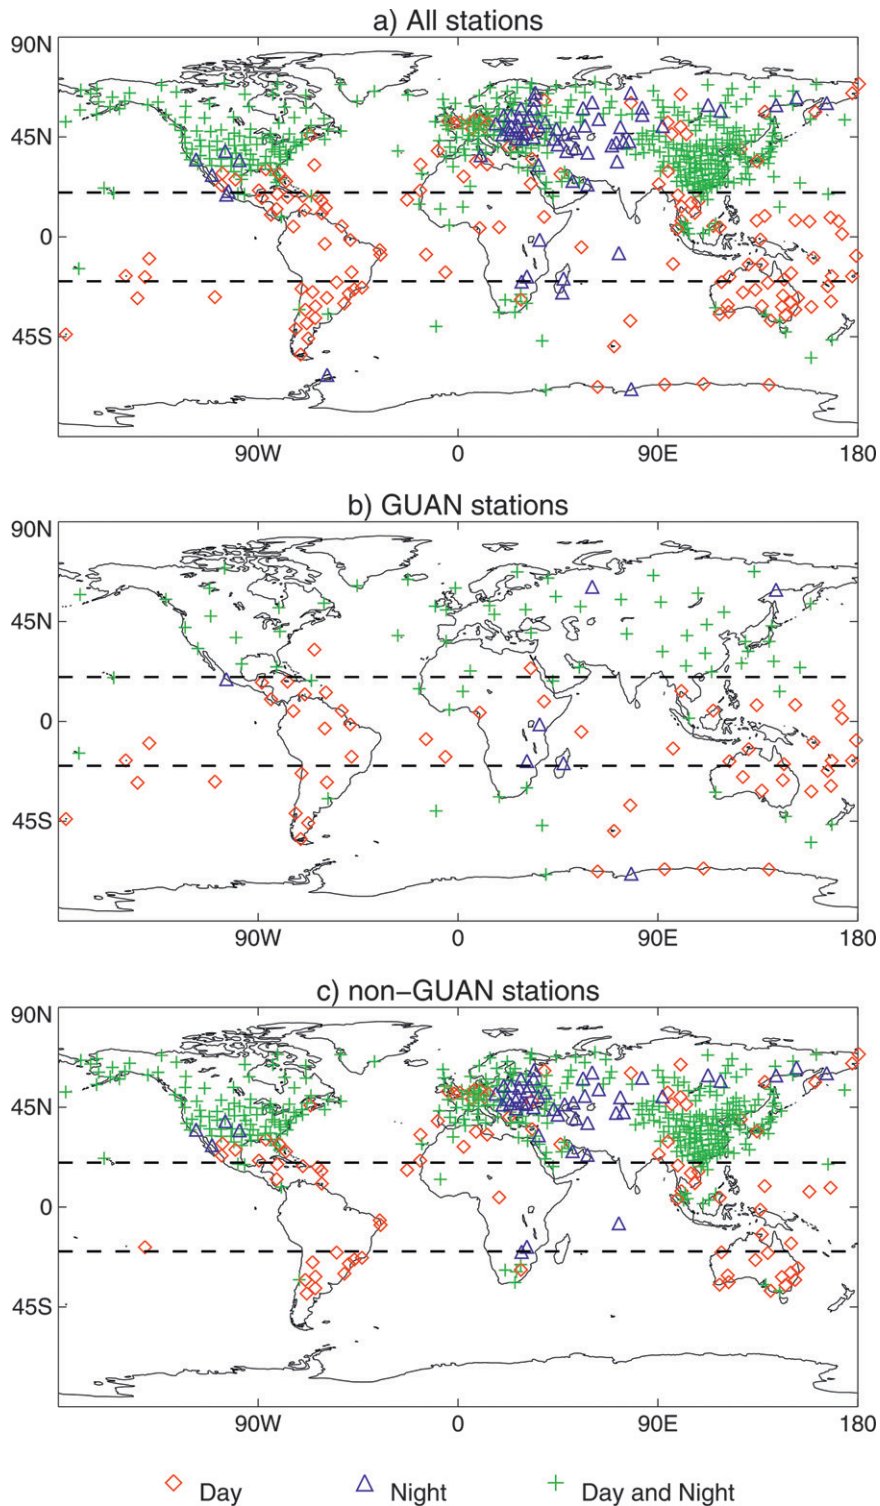 a) All stations
90N
45N
0
45S
90W 0 90E 180
b) GUAN stations
90N
45N
0
45S
90W 0 90E 180
c) non−GUAN stations
90N
45N
0
45S
90W 0 90E 180
Day Night Day and Night